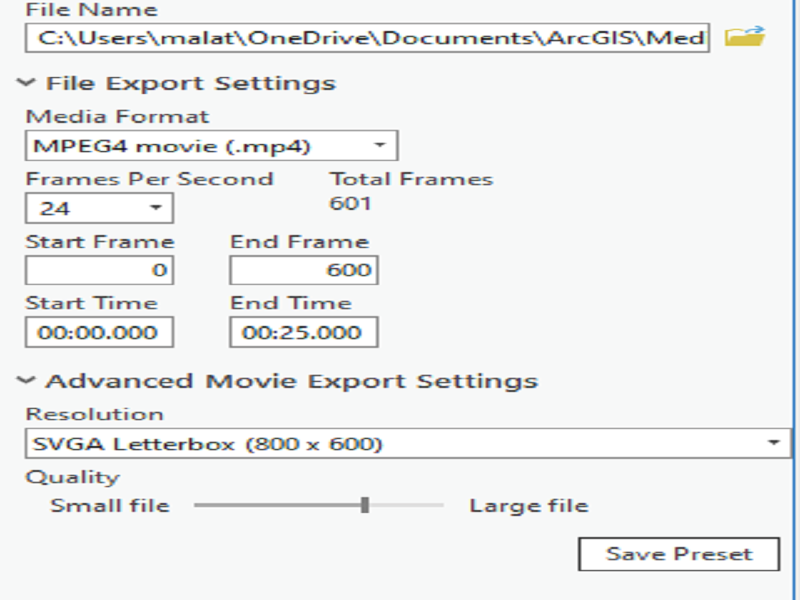 File Name
C:\Users\malat\OneDrive\Documents\ArcGIS\Med
File Export Settings
Media Format
MPEG4 movie (.mp4)
Frames Per Second Total Frames
24 601
Start Frame End Frame
0 600
Start Time End Time
00:00.000 00:25.000
Advanced Movie Export Settings
Resolution
SVGA Letterbox (800 x 600)
Quality
Small file Large file
Save Preset